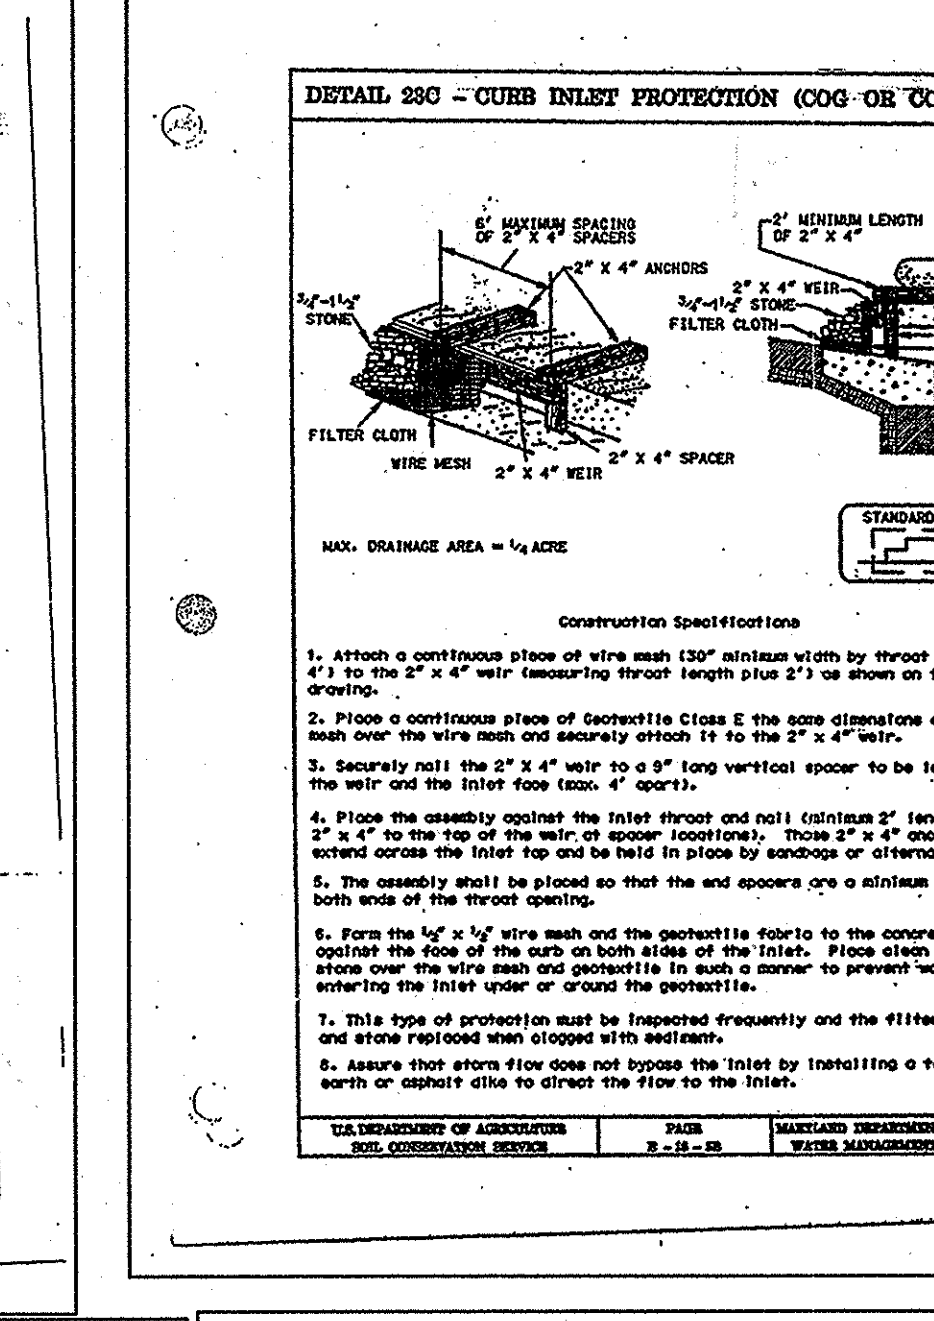 DETAIL 23C - CURB INLET PROTECTION (COG OR CO
6' MAXIMUM SPACING
OF 2" X 4" SPACERS
2" X 4" ANCHORS
3/4"-1 1/2"
STONE
FILTER CLOTH
WIRE MESH
2" X 4" WEIR
2" X 4" SPACER
2' MINIMUM LENGTH
OF 2" X 4"
2" X 4" WEIR
3/4"-1 1/2" STONE
FILTER CLOTH
MAX. DRAINAGE AREA = 1/4 ACRE
STANDARD
Construction Specifications
1. Attach a continuous piece of wire mesh (30" minimum width by throat
4') to the 2" x 4" weir (measuring throat length plus 2') as shown on t
drawing.
2. Place a continuous piece of Geotextile Class E the same dimensions
mesh over the wire mesh and securely attach it to the 2" x 4" weir.
3. Securely nail the 2" X 4" weir to a 9" long vertical spacer to be l
the weir and the inlet face (max. 4' apart).
4. Place the assembly against the inlet throat and nail (minimum 2' len
2" x 4" to the top of the weir at spacer locations). These 2" x 4" anc
extend across the inlet top and be held in place by sandbags or alterna
5. The assembly shall be placed so that the end spacers are a minimum
both ends of the throat opening.
6. Form the 1/2" x 1/2" wire mesh and the geotextile fabric to the concre
against the face of the curb on both sides of the inlet. Place clean
stone over the wire mesh and geotextile in such a manner to prevent wa
entering the inlet under or around the geotextile.
7. This type of protection must be inspected frequently and the filte
and stone replaced when clogged with sediment.
8. Assure that storm flow does not bypass the inlet by installing a t
earth or asphalt dike to direct the flow to the inlet.
U.S. DEPARTMENT OF AGRICULTURE
SOIL CONSERVATION SERVICE
PAGE
MARYLAND DEPARTMEN
WATER MANAGEMEN